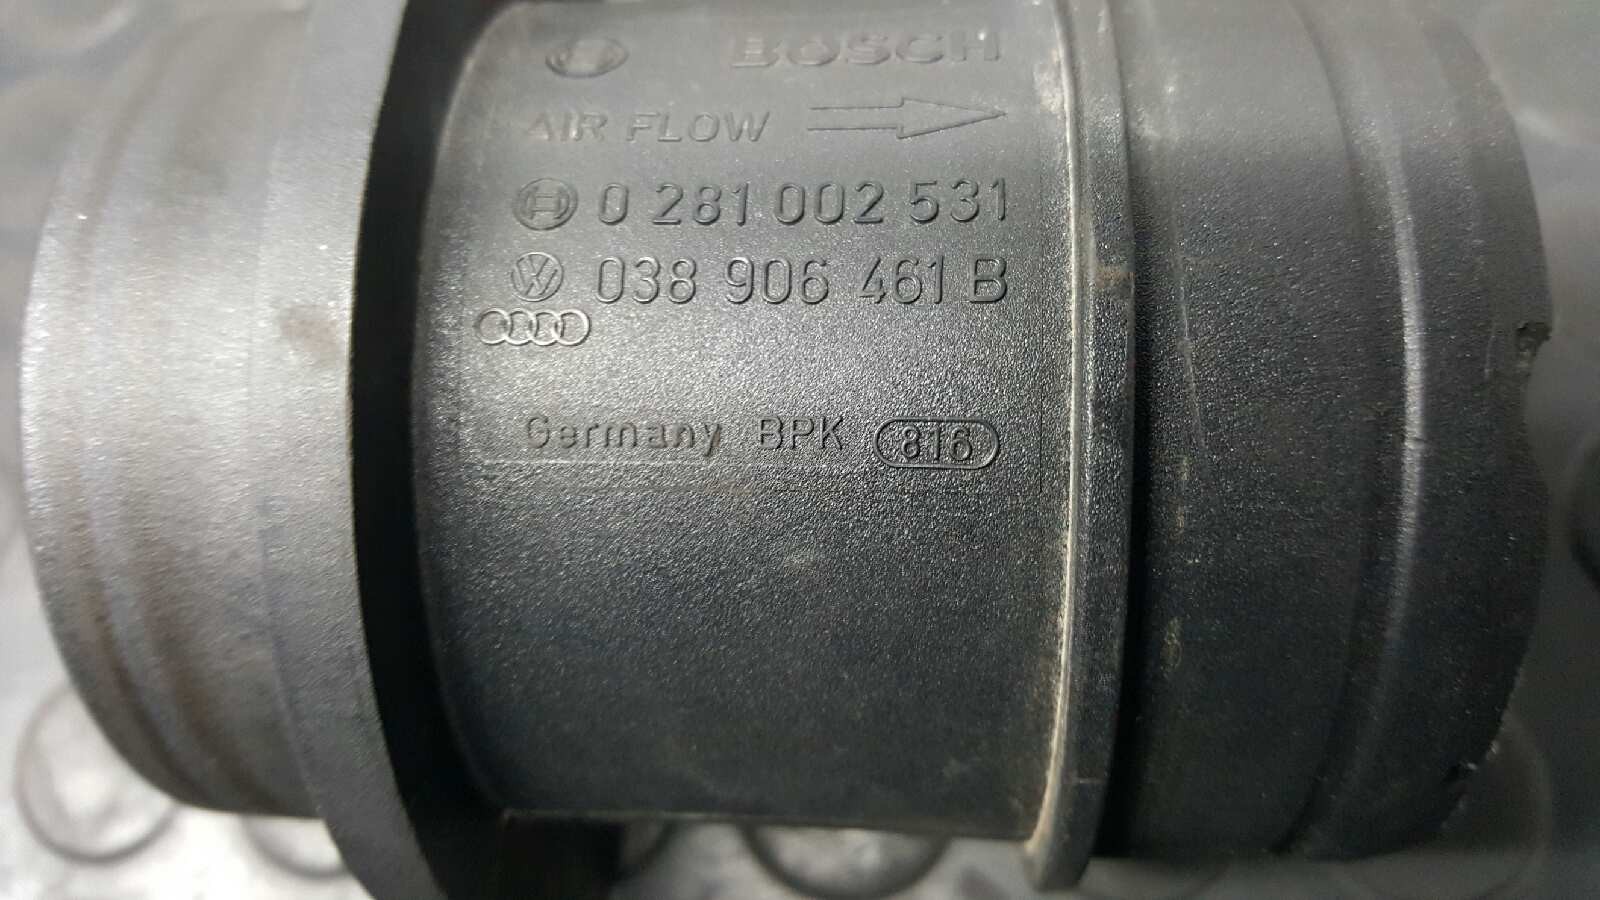 BOSCH
AIR FLOW
0 281 002 531
038 906 461 B
Germany BPK 816